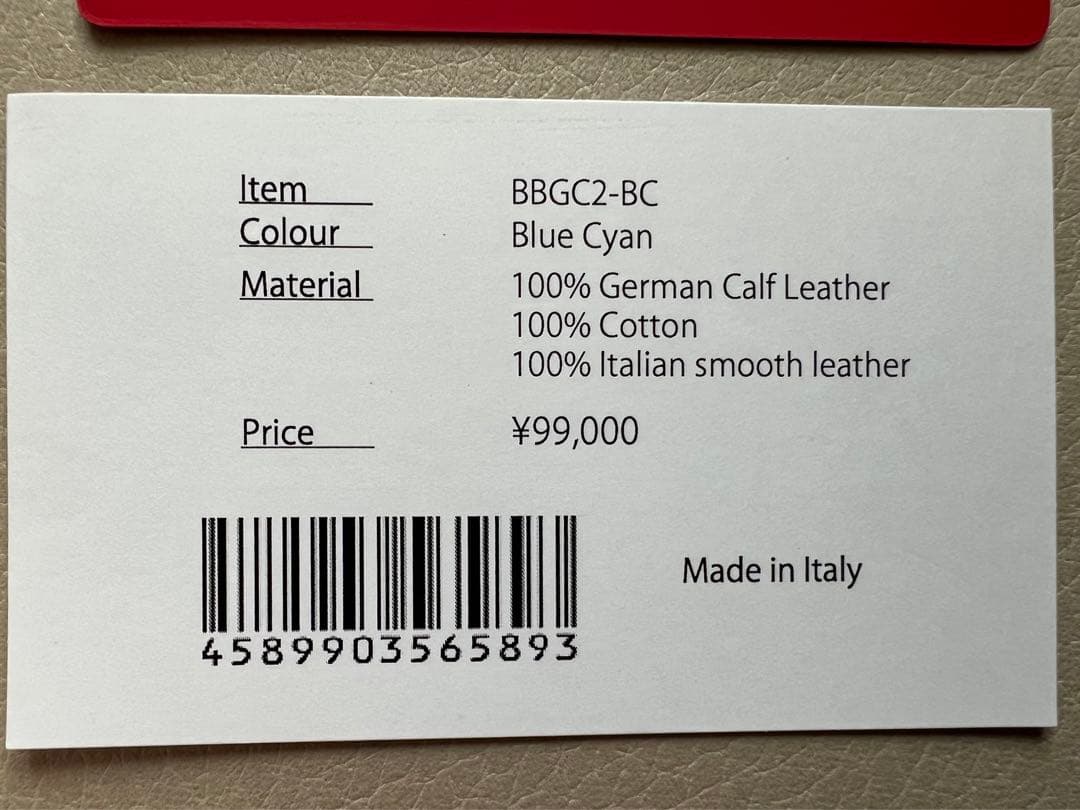 Item BBGC2-BC
Colour Blue Cyan
Material 100% German Calf Leather
100% Cotton
100% Italian smooth leather
Price ¥99,000
Made in Italy
4589903565893